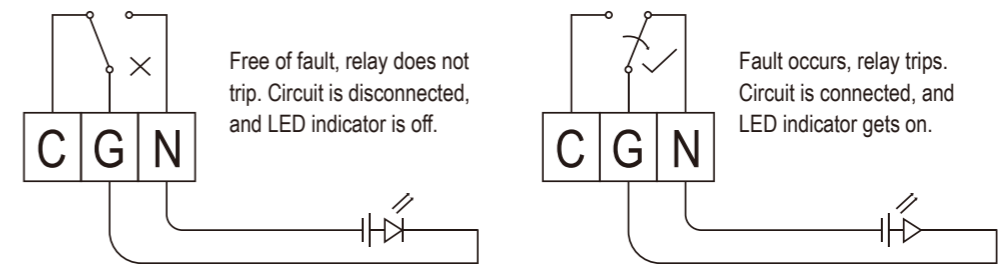 Free of fault, relay does not
trip. Circuit is disconnected,
and LED indicator is off.
C G N
Fault occurs, relay trips.
Circuit is connected, and
LED indicator gets on.
C G N